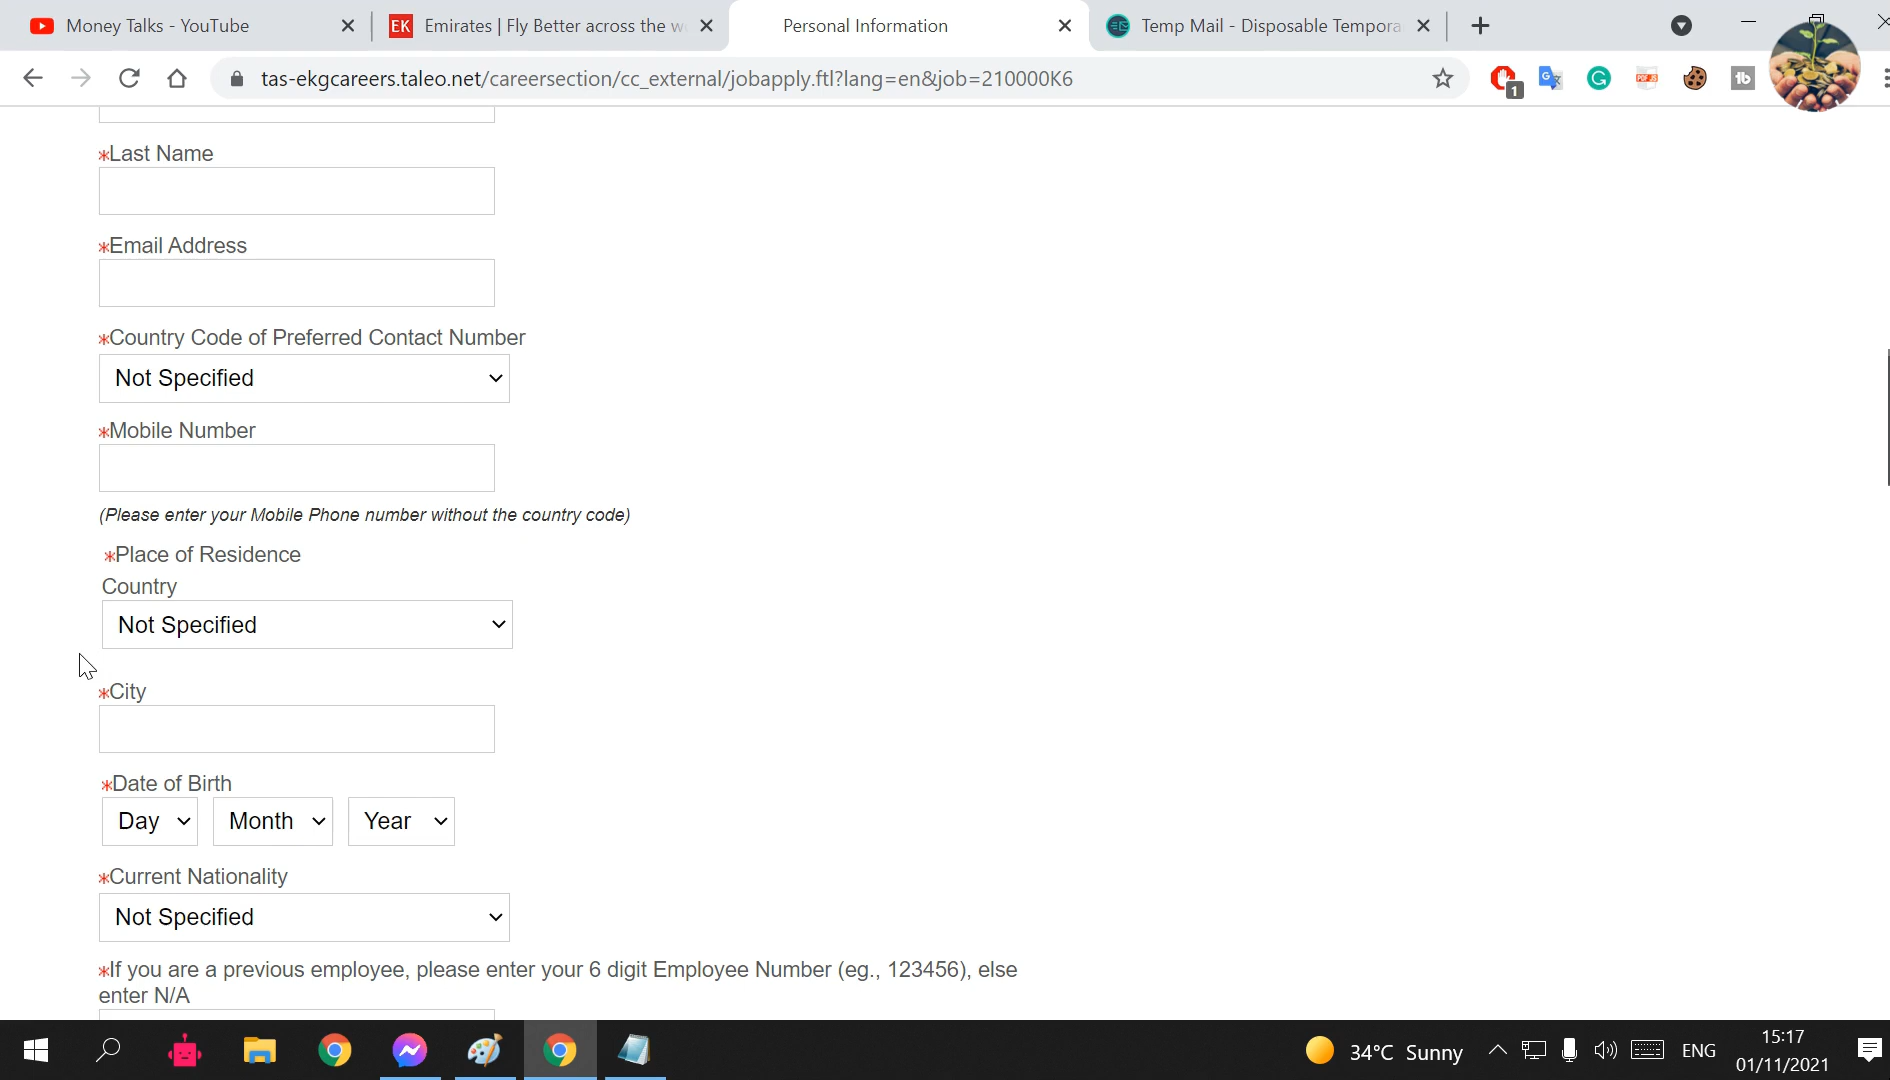 Money Talks - YouTube
EK Emirates | Fly Better across the w
Personal Information
Temp Mail - Disposable Tempora
tas-ekgcareers.taleo.net/careersection/cc_external/jobapply.ftl?lang=en&job=210000K6
1
G
PDF
tb
*Last Name
*Email Address
*Country Code of Preferred Contact Number
Not Specified
*Mobile Number
(Please enter your Mobile Phone number without the country code)
*Place of Residence
Country
Not Specified
*City
*Date of Birth
Day Month Year
*Current Nationality
Not Specified
*If you are a previous employee, please enter your 6 digit Employee Number (eg., 123456), else
enter N/A
34°C Sunny
ENG
15:17
01/11/2021